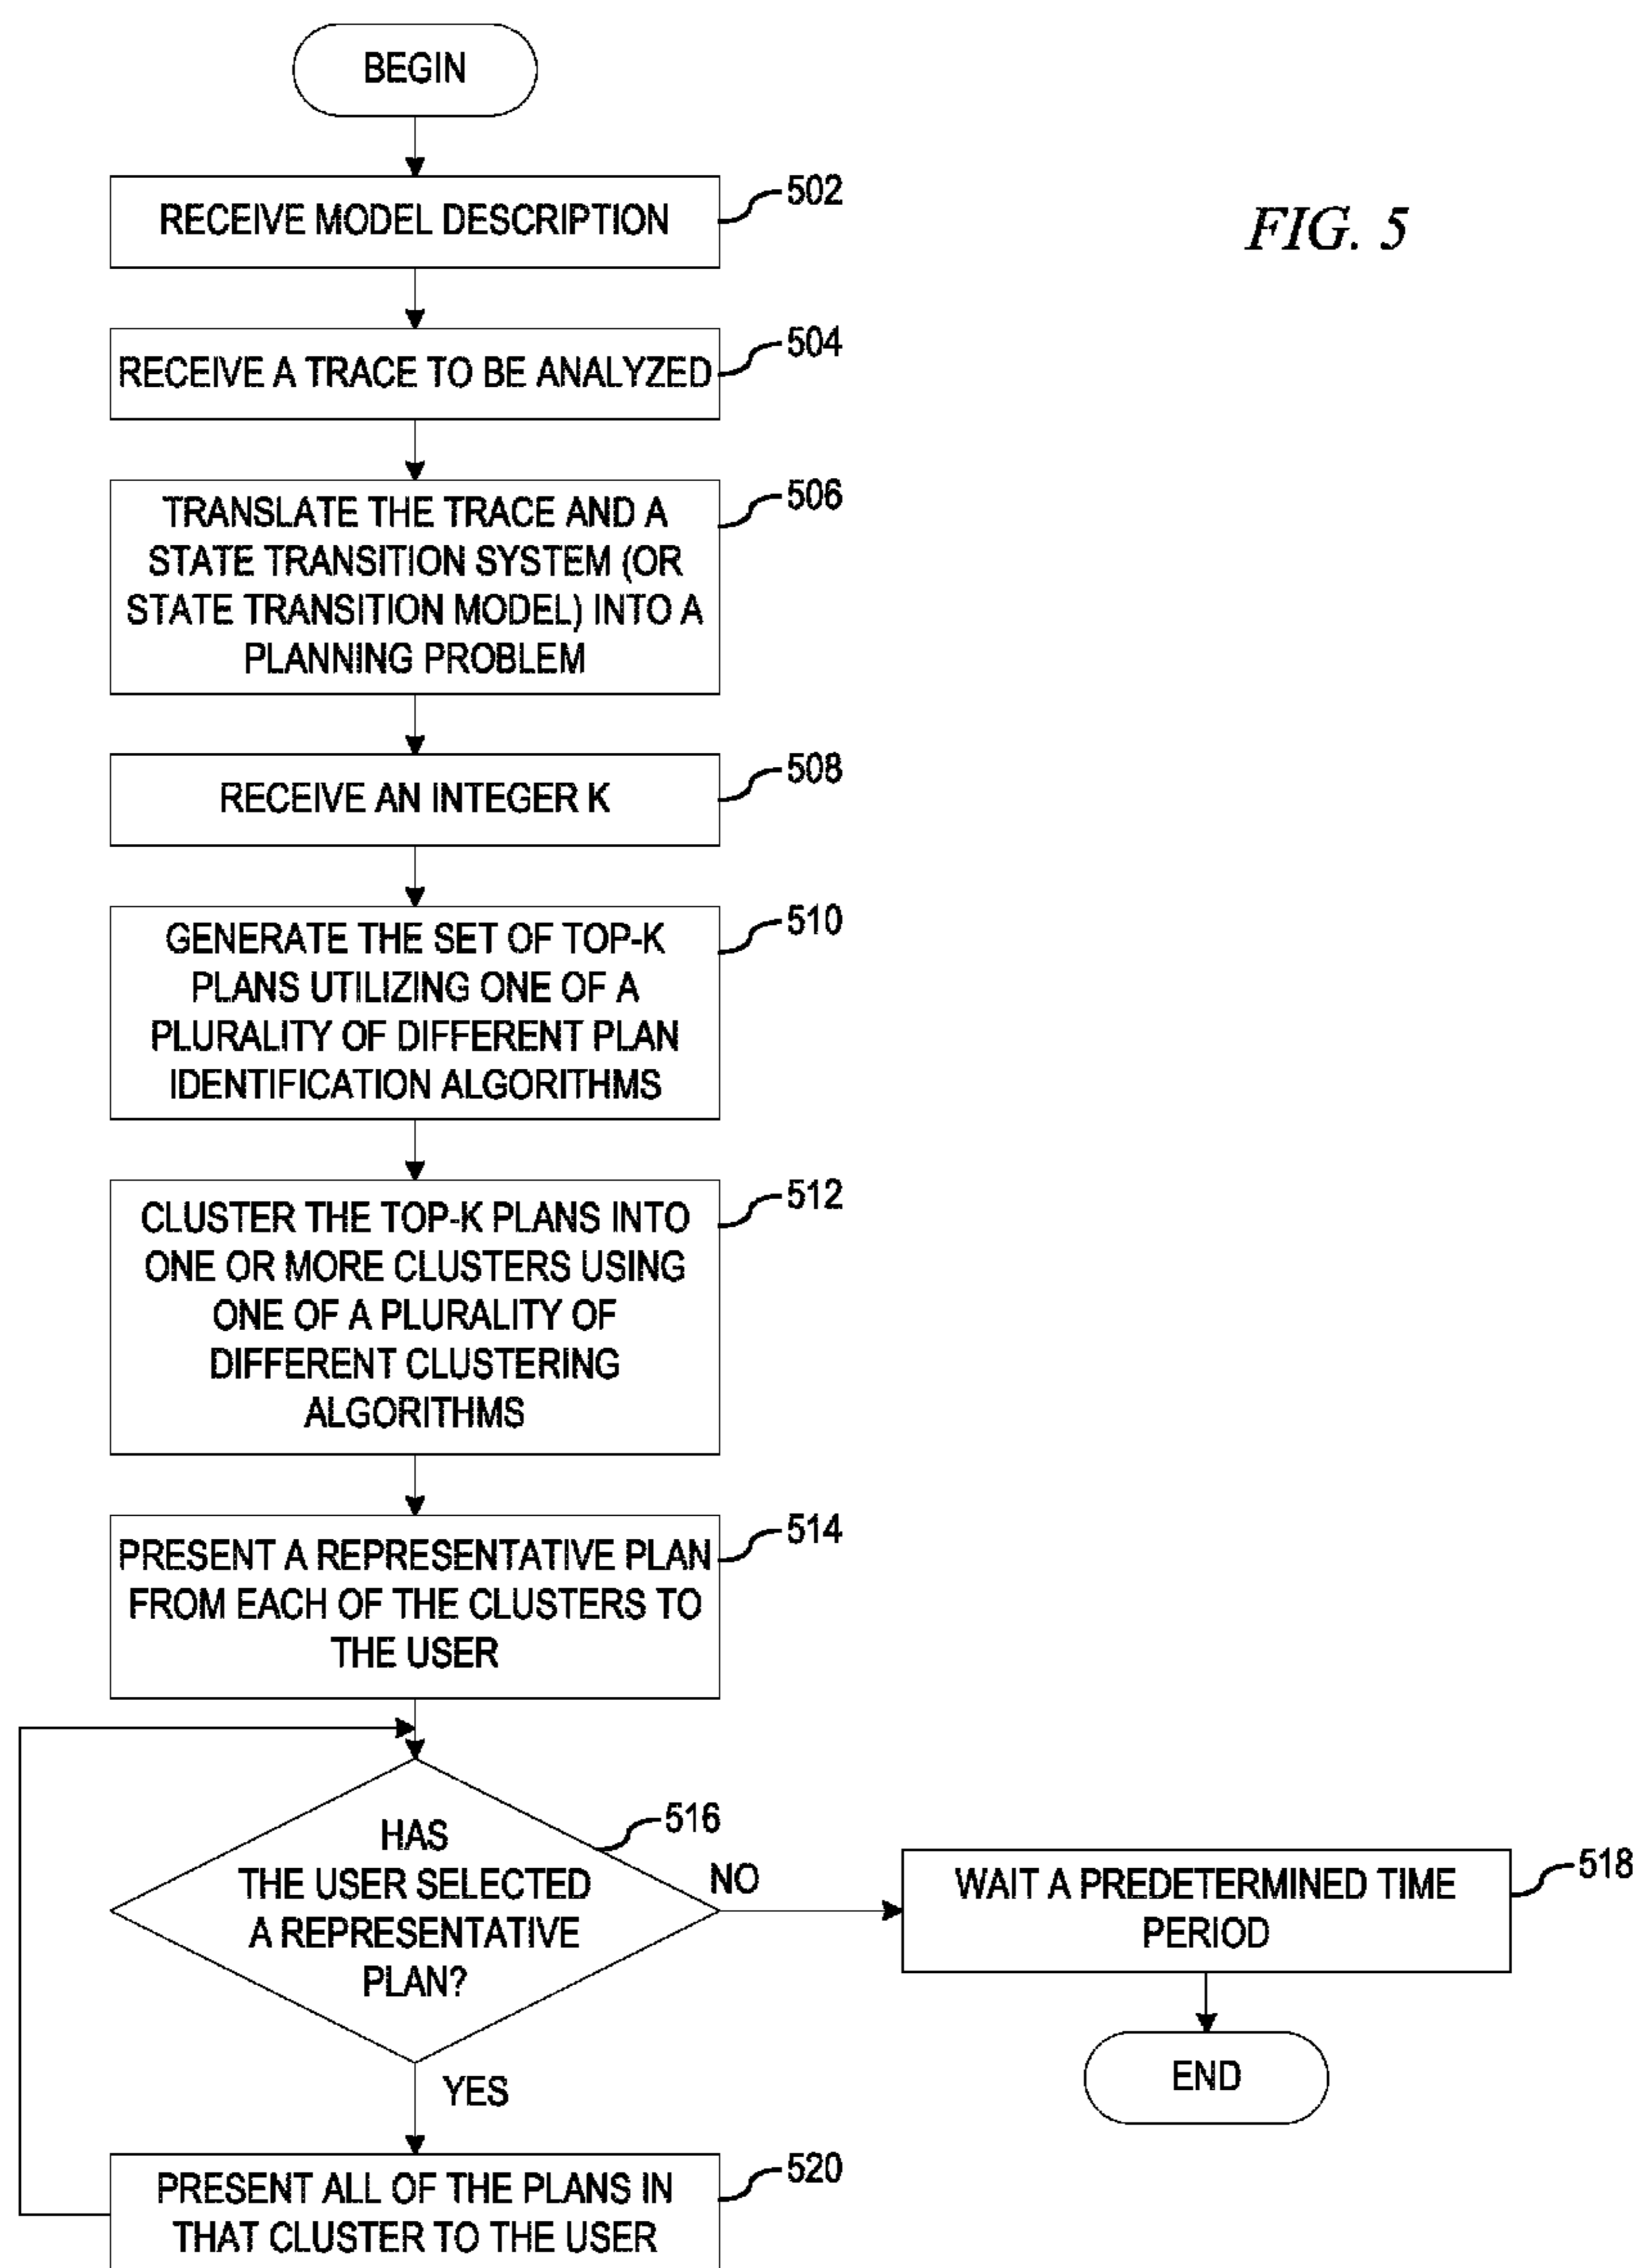 BEGIN
RECEIVE MODEL DESCRIPTION
502
FIG. 5
RECEIVE A TRACE TO BE ANALYZED
504
TRANSLATE THE TRACE AND A
STATE TRANSITION SYSTEM (OR
STATE TRANSITION MODEL) INTO A
PLANNING PROBLEM
506
RECEIVE AN INTEGER K
508
GENERATE THE SET OF TOP-K
PLANS UTILIZING ONE OF A
PLURALITY OF DIFFERENT PLAN
IDENTIFICATION ALGORITHMS
510
CLUSTER THE TOP-K PLANS INTO
ONE OR MORE CLUSTERS USING
ONE OF A PLURALITY OF
DIFFERENT CLUSTERING
ALGORITHMS
512
PRESENT A REPRESENTATIVE PLAN
FROM EACH OF THE CLUSTERS TO
THE USER
514
HAS
THE USER SELECTED
A REPRESENTATIVE
PLAN?
516
NO
WAIT A PREDETERMINED TIME
PERIOD
518
END
YES
PRESENT ALL OF THE PLANS IN
THAT CLUSTER TO THE USER
520